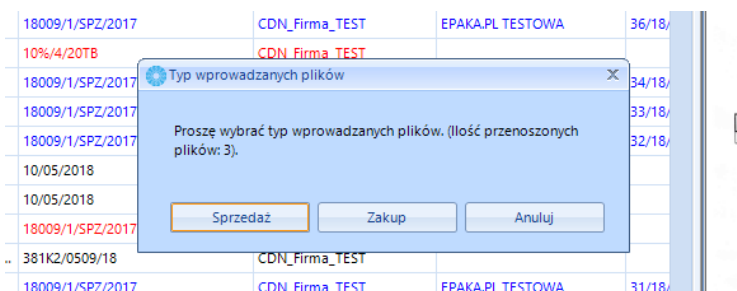 18009/1/SPZ/2017 CDN_Firma_TEST EPAKA.PL TESTOWA 36/18/
10%/4/20TB CDN_Firma_TEST
Typ wprowadzanych plików X
18009/1/SPZ/2017 34/18/
18009/1/SPZ/2017 33/18/
Proszę wybrać typ wprowadzanych plików. (Ilość przenoszonych
plików: 3).
18009/1/SPZ/2017 32/18/
10/05/2018
10/05/2018
Sprzedaż Zakup Anuluj
18009/1/SPZ/2017
.. 381K2/0509/18 CDN_Firma_TEST
18009/1/SPZ/2017 CDN_Firma_TEST EPAKA.PL TESTOWA 31/18/